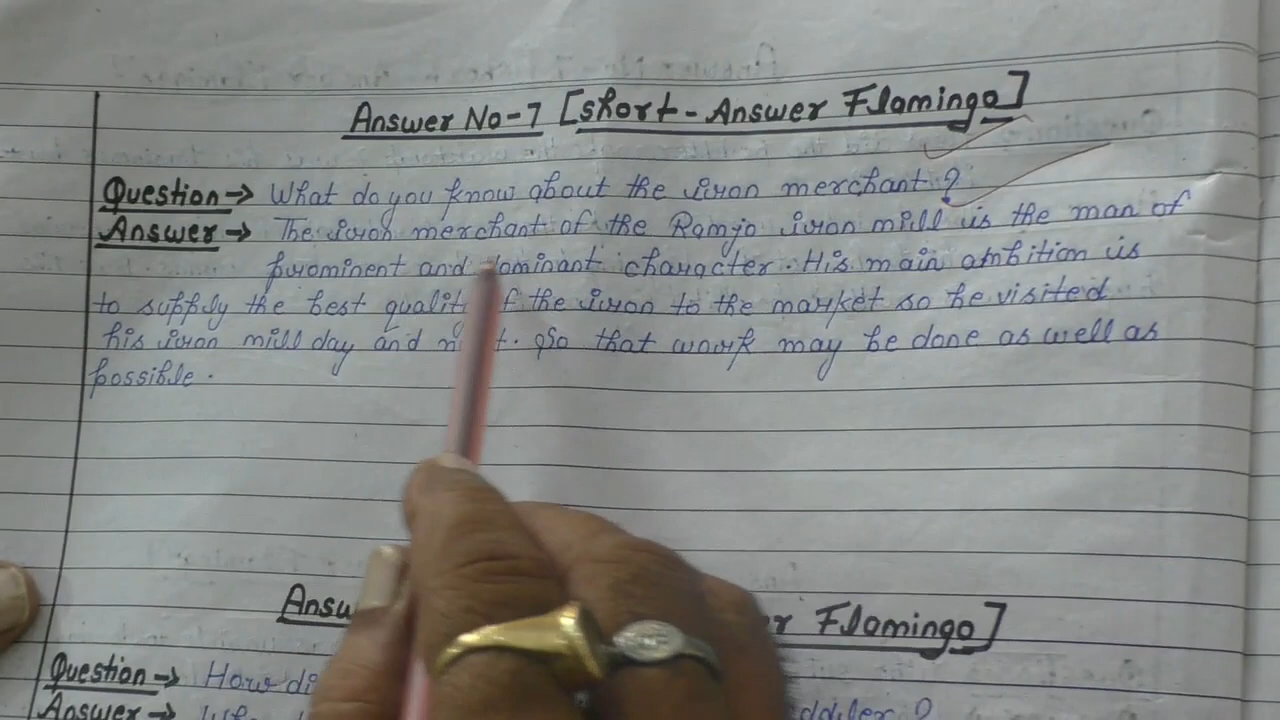 Answer No-7 [Short-Answer Flamingo]
Question→ What do you know about the iron merchant?
Answer → The iron merchant of the Ramjo iron mill is the man of
prominent and dominant character. His main ambition is
to supply the best quality of the iron to the market so he visited
his iron mill day and . So that work may be done as well as
possible.
Flamingo]
Question→ How
Answer→